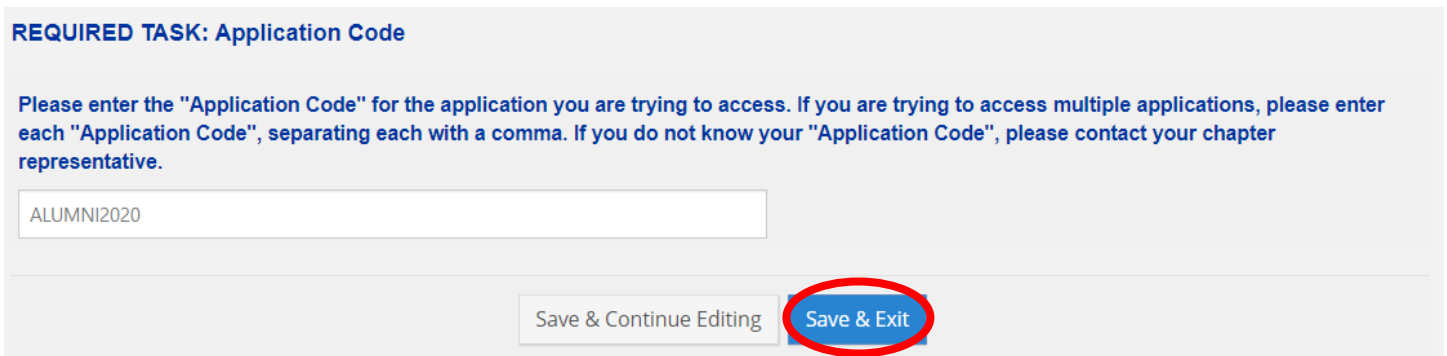 REQUIRED TASK: Application Code
Please enter the "Application Code" for the application you are trying to access. If you are trying to access multiple applications, please enter
each "Application Code", separating each with a comma. If you do not know your "Application Code", please contact your chapter
representative.
ALUMNI2020
Save & Continue Editing Save & Exit